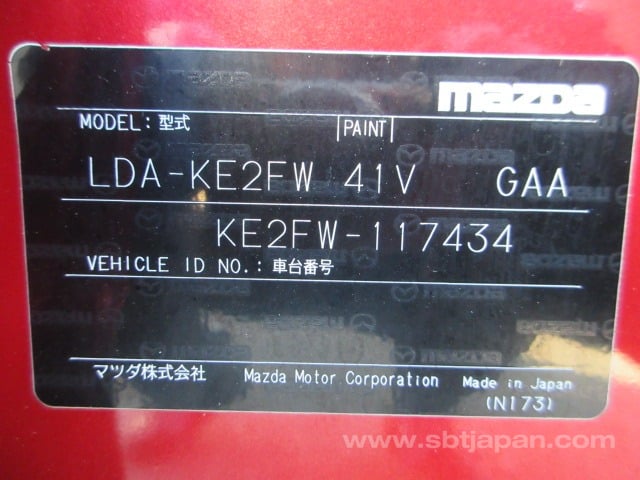 mazda
MODEL: 型式 |PAINT|
LDA-KE2FW 41V GAA
KE2FW-117434
VEHICLE ID NO.: 車台番号
マツダ株式会社 Mazda Motor Corporation Made in Japan
(N173)
www.sbtjapan.com